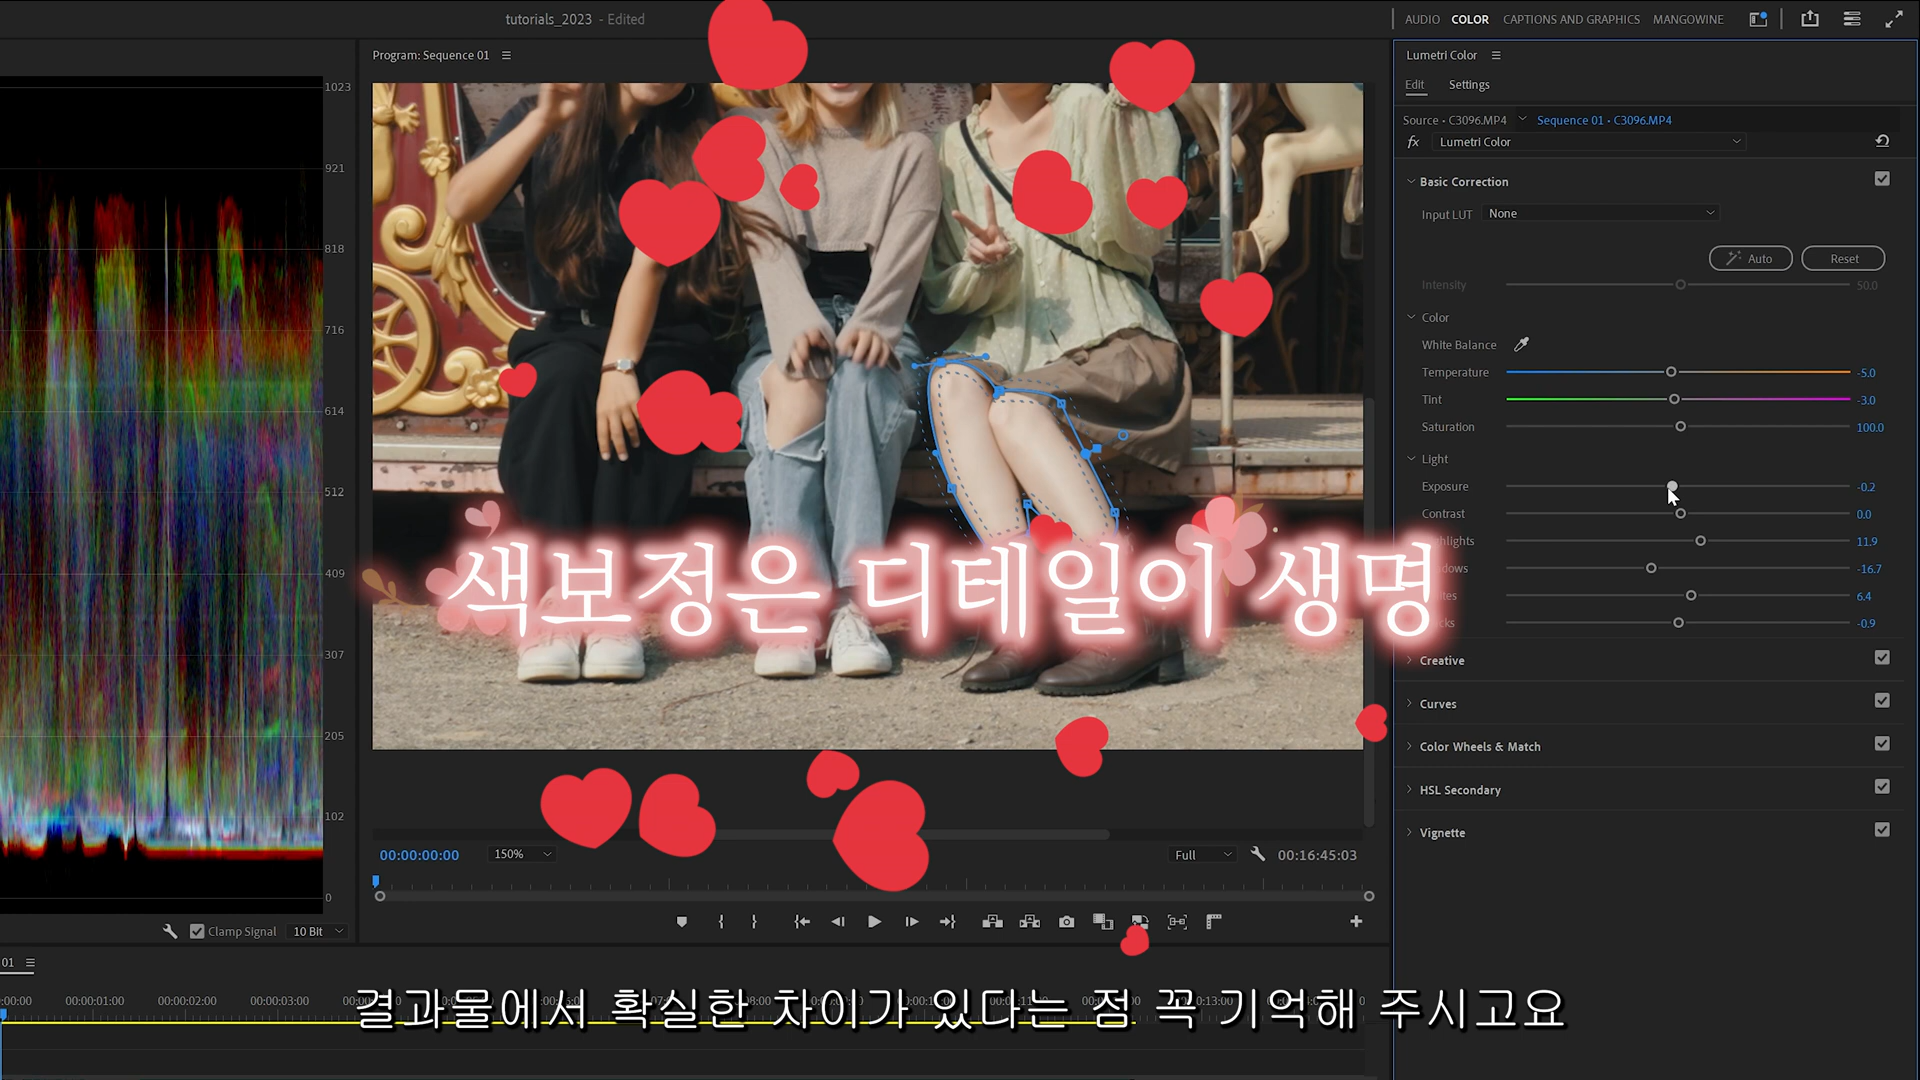 tutorials_2023 - Edited
AUDIO COLOR CAPTIONS AND GRAPHICS MANGOWINE
Program: Sequence 01
Lumetri Color
Edit Settings
Source • C3096.MP4 Sequence 01 • C3096.MP4
fx Lumetri Color
Basic Correction
Input LUT None
Auto Reset
Intensity 50.0
Color
White Balance
Temperature -5.0
Tint -3.0
Saturation 100.0
Light
Exposure -0.2
Contrast 0.0
11.9
-16.7
6.4
-0.9
Creative
Curves
Color Wheels & Match
HSL Secondary
Vignette
1023
921
818
716
614
512
409
307
205
102
0
색보정은 디테일이 생명
00:00:00:00 150% Full 00:16:45:03
Clamp Signal 10 Bit
01
:00:00 00:00:01:00 00:00:02:00 00:00:03:00
결과물에서 확실한 차이가 있다는 점 꼭 기억해 주시고요